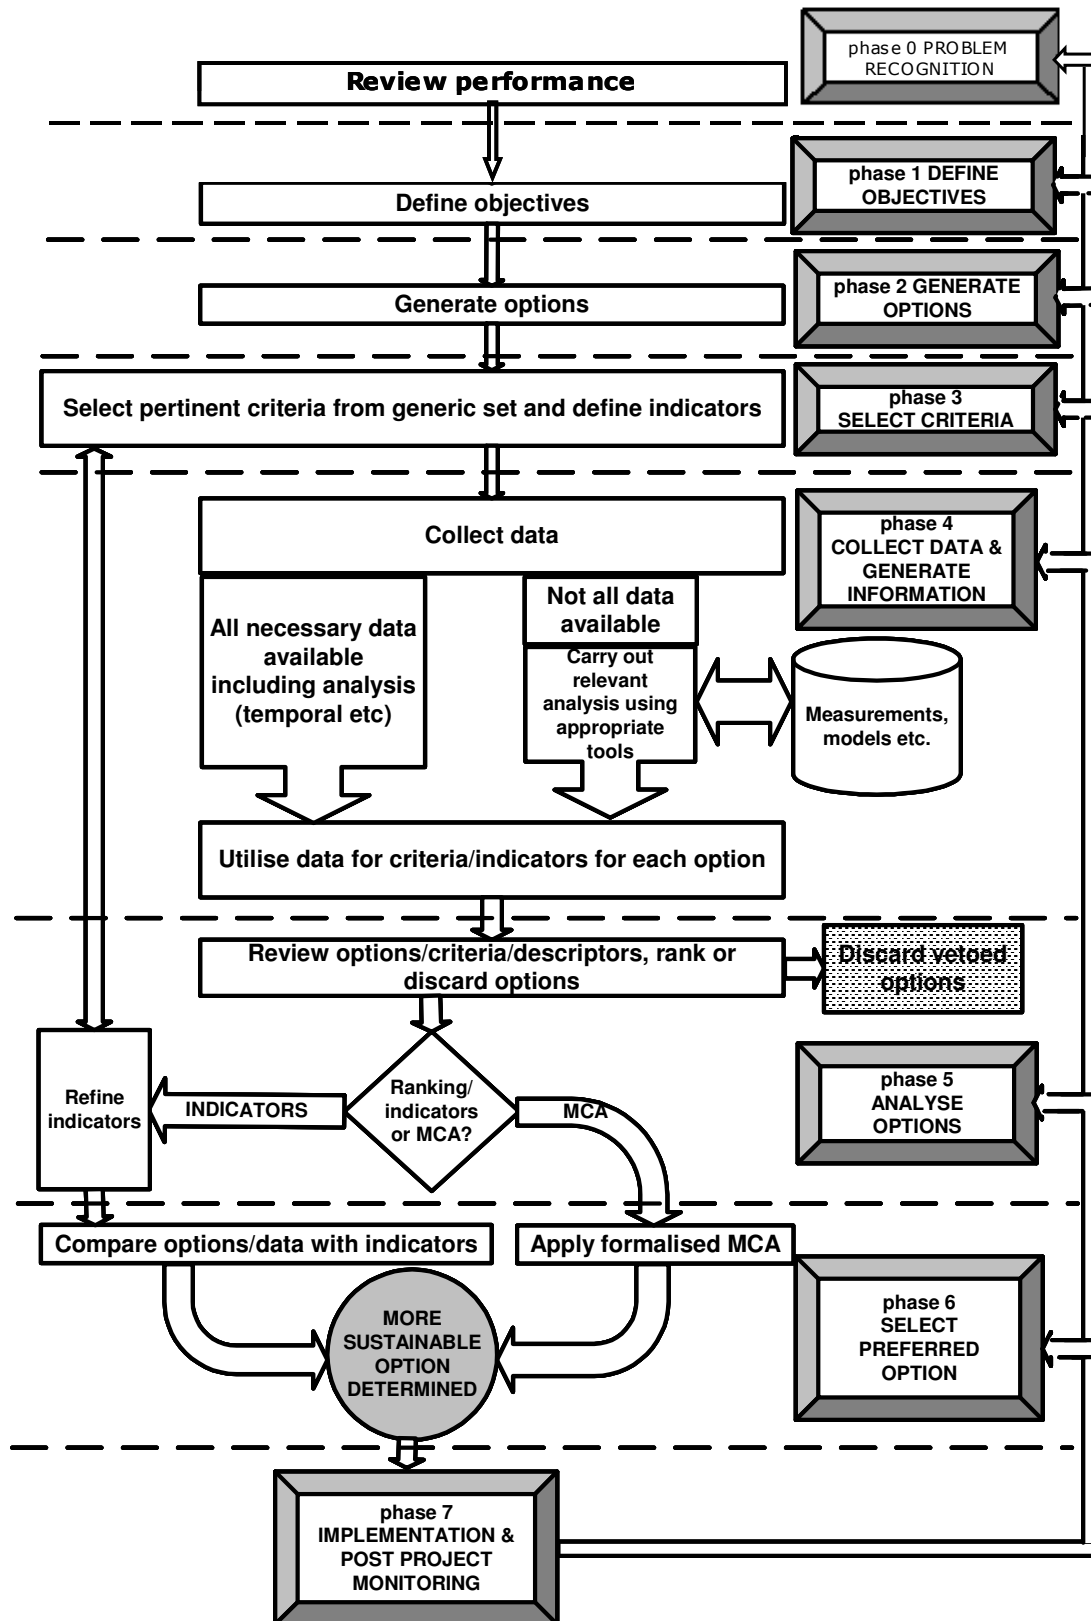 phase 0 PROBLEM
RECOGNITION
Review performance
phase 1 DEFINE
OBJECTIVES
Define objectives
phase 2 GENERATE
OPTIONS
Generate options
phase 3
SELECT CRITERIA
Select pertinent criteria from generic set and define indicators
phase 4
COLLECT DATA &
GENERATE
INFORMATION
Collect data
All necessary data
available
including analysis
(temporal etc)
Not all data
available
Carry out
relevant
analysis using
appropriate
tools
Measurements,
models etc.
Utilise data for criteria/indicators for each option
Review options/criteria/descriptors, rank or
discard options
Discard vetoed
options
Refine
indicators
INDICATORS
Ranking/
indicators
or MCA?
MCA
phase 5
ANALYSE
OPTIONS
Compare options/data with indicators
Apply formalised MCA
MORE
SUSTAINABLE
OPTION
DETERMINED
phase 6
SELECT
PREFERRED
OPTION
phase 7
IMPLEMENTATION &
POST PROJECT
MONITORING